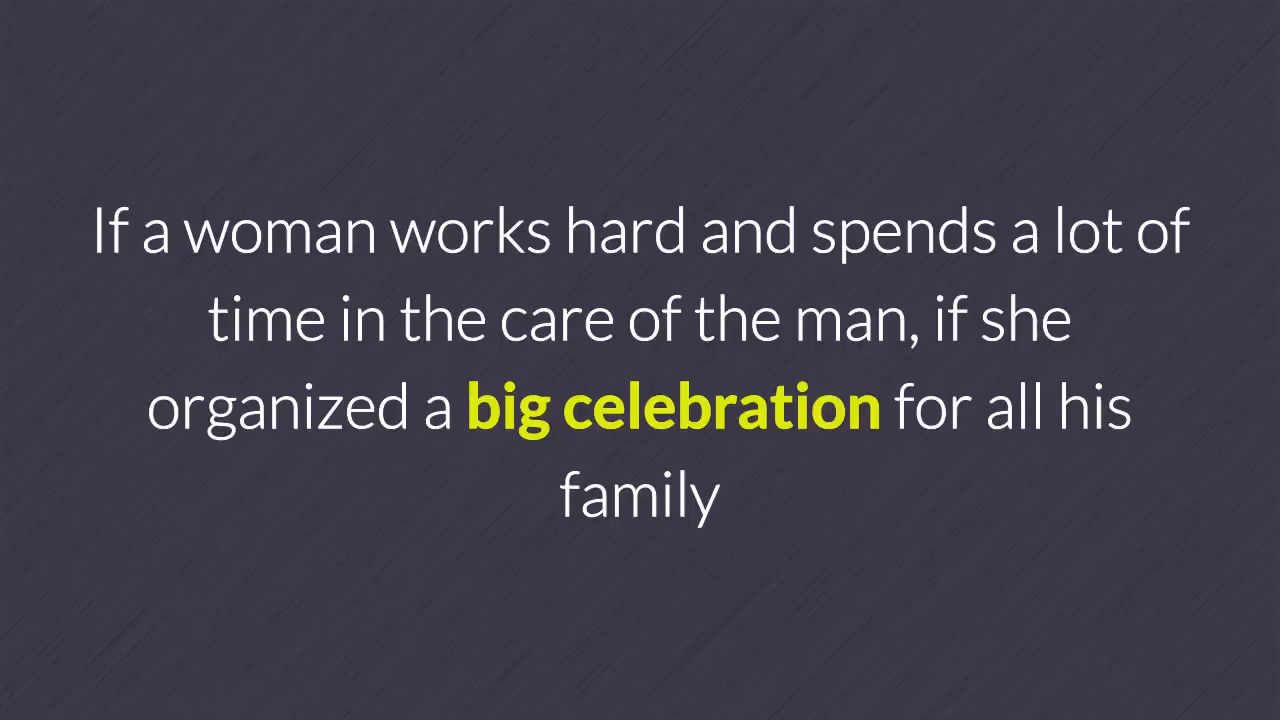 If a woman works hard and spends a lot of
time in the care of the man, if she
organized a big celebration for all his
family